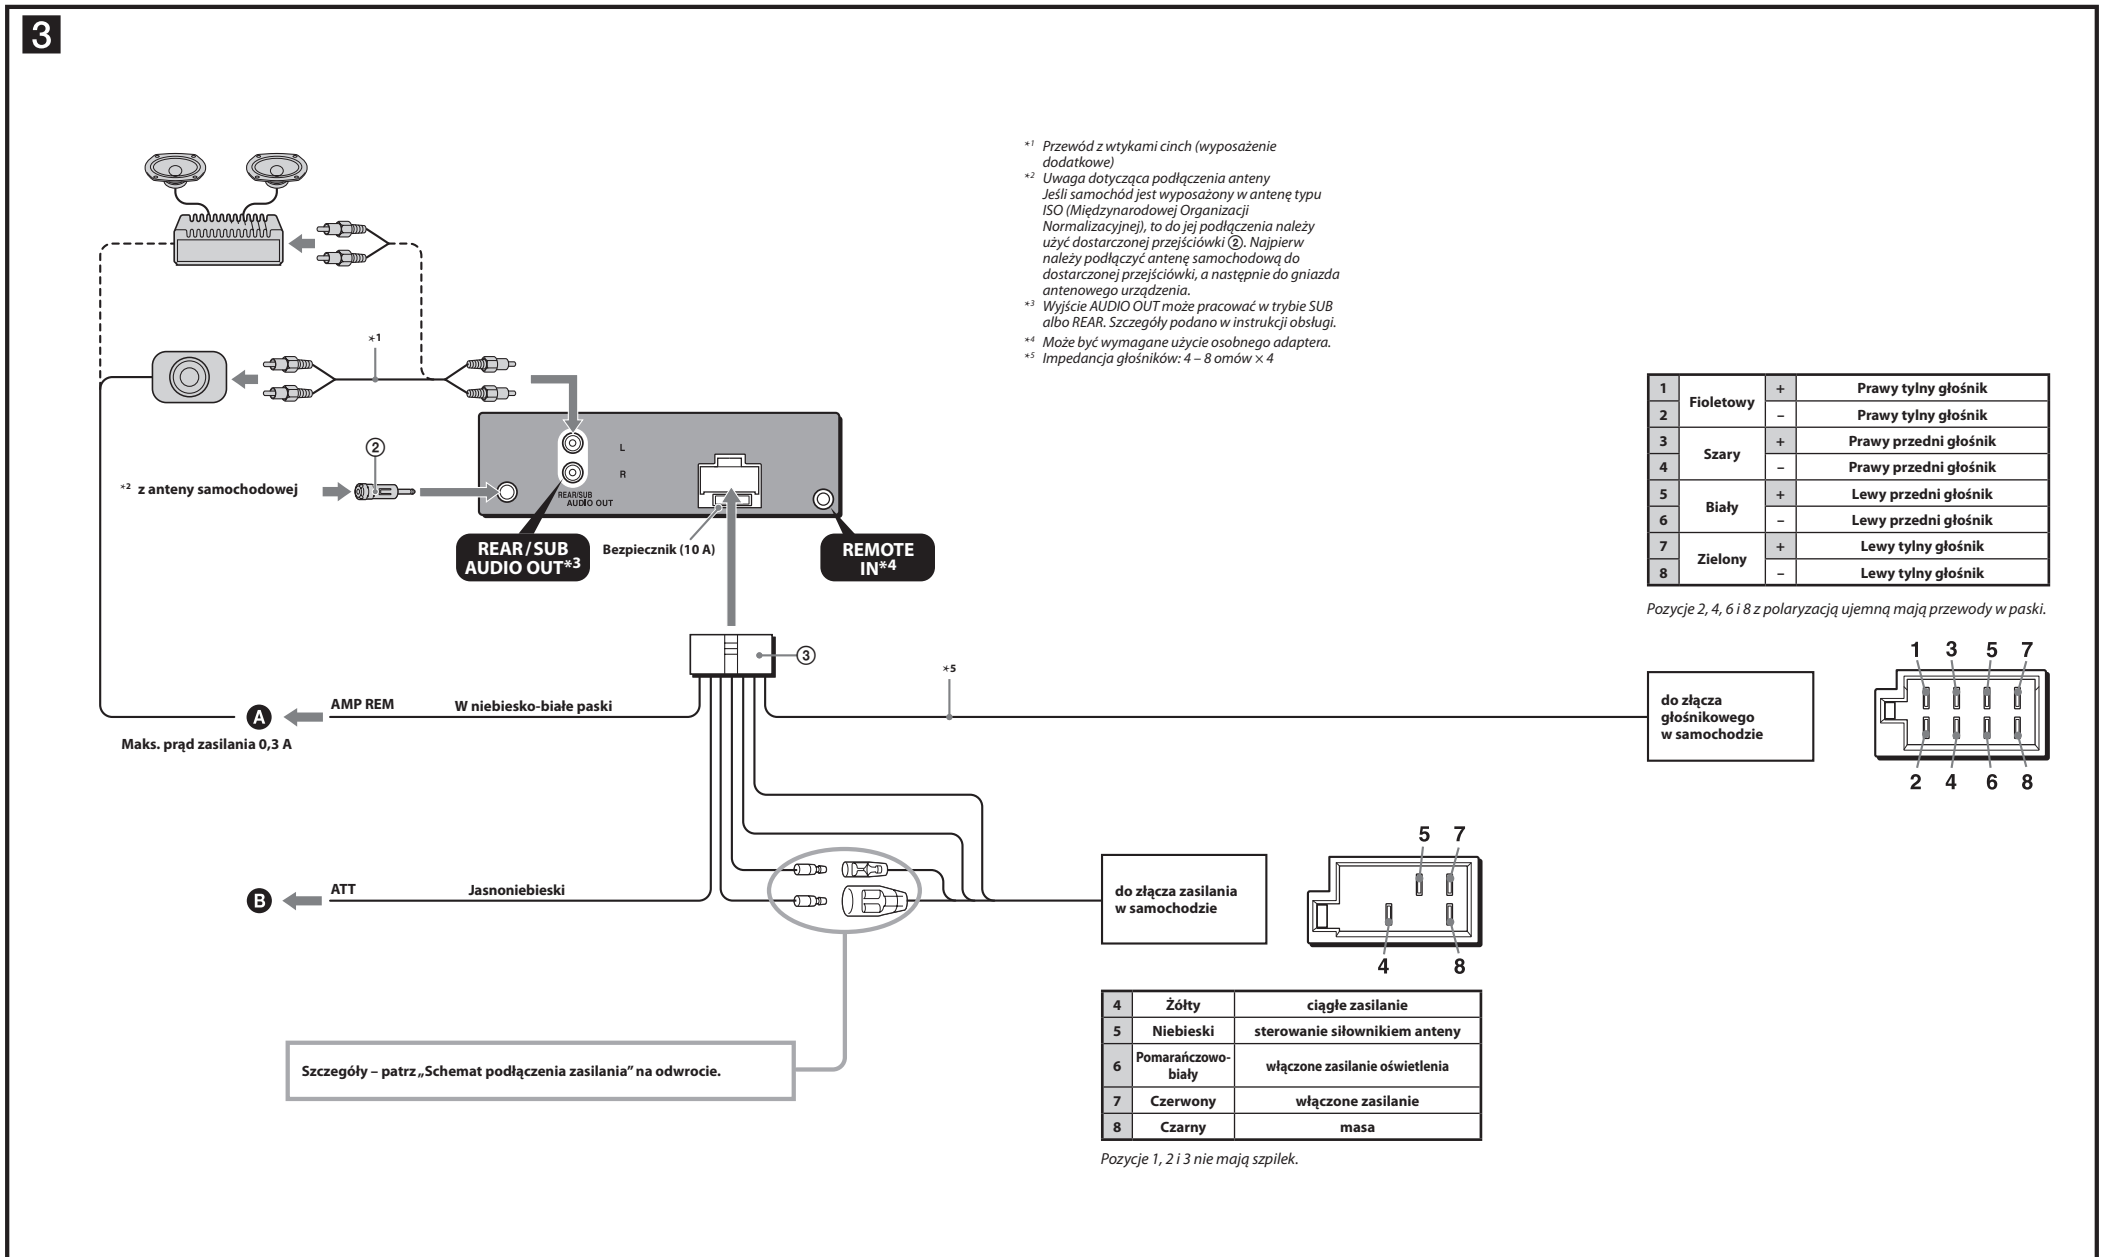 3
*1 Przewód z wtykami cinch (wyposażenie
dodatkowe)
*2 Uwaga dotycząca podłączenia anteny
Jeśli samochód jest wyposażony w antenę typu
ISO (Międzynarodowej Organizacji
Normalizacyjnej), to do jej podłączenia należy
użyć dostarczonej przejściówki ②. Najpierw
należy podłączyć antenę samochodową do
dostarczonej przejściówki, a następnie do gniazda
antenowego urządzenia.
*3 Wyjście AUDIO OUT może pracować w trybie SUB
albo REAR. Szczegóły podano w instrukcji obsługi.
*4 Może być wymagane użycie osobnego adaptera.
*5 Impedancja głośników: 4 – 8 omów × 4
*1
②
*2 z anteny samochodowej
L
R
REAR/SUB
AUDIO OUT
REAR/SUB
AUDIO OUT*3
Bezpiecznik (10 A)
REMOTE
IN*4
1 Fioletowy + Prawy tylny głośnik
2 – Prawy tylny głośnik
3 Szary + Prawy przedni głośnik
4 – Prawy przedni głośnik
5 Biały + Lewy przedni głośnik
6 – Lewy przedni głośnik
7 Zielony + Lewy tylny głośnik
8 – Lewy tylny głośnik
Pozycje 2, 4, 6 i 8 z polaryzacją ujemną mają przewody w paski.
③
*5
A AMP REM W niebiesko-białe paski
Maks. prąd zasilania 0,3 A
do złącza
głośnikowego
w samochodzie
1 3 5 7
2 4 6 8
B ATT Jasnoniebieski
do złącza zasilania
w samochodzie
5 7
4 8
Szczegóły – patrz „Schemat podłączenia zasilania” na odwrocie.
4 Żółty ciągłe zasilanie
5 Niebieski sterowanie siłownikiem anteny
6 Pomarańczowo-
biały włączone zasilanie oświetlenia
7 Czerwony włączone zasilanie
8 Czarny masa
Pozycje 1, 2 i 3 nie mają szpilek.